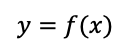 y = f(x)